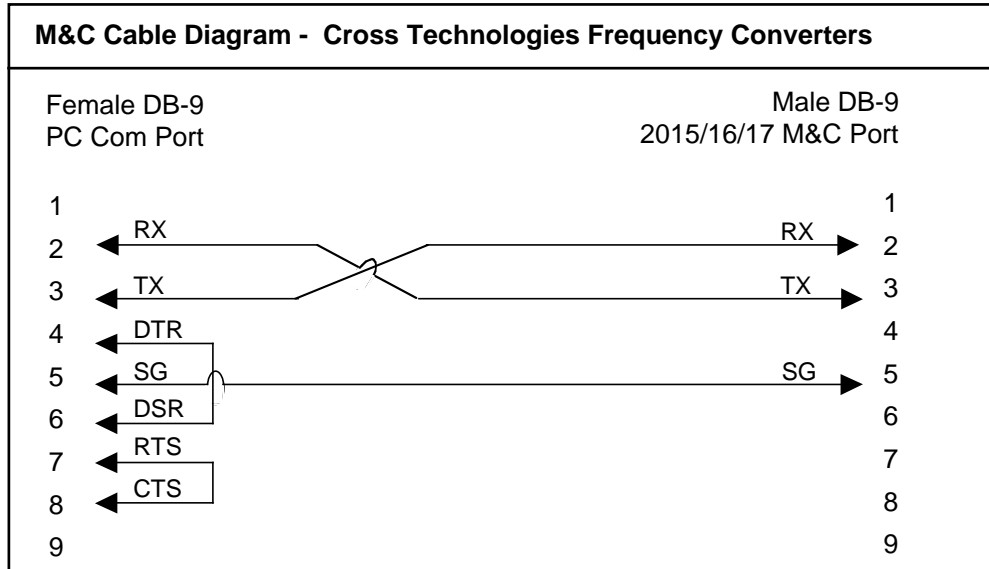 M&C Cable Diagram - Cross Technologies Frequency Converters
Female DB-9
PC Com Port
Male DB-9
2015/16/17 M&C Port
1 1
2 RX RX 2
3 TX TX 3
4 DTR 4
5 SG SG 5
6 DSR 6
7 RTS 7
8 CTS 8
9 9